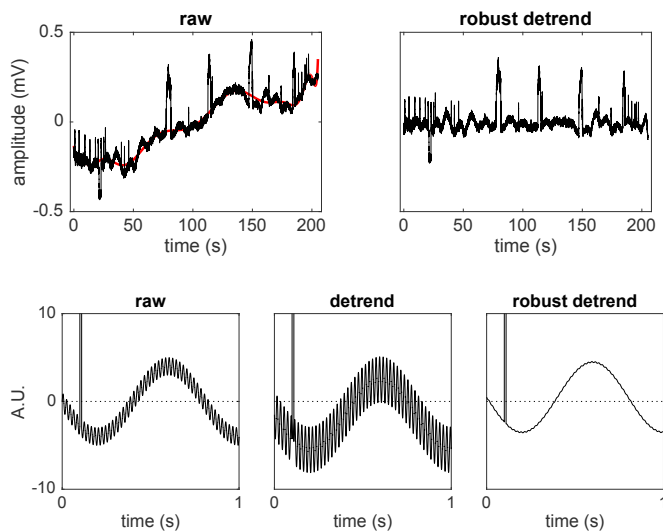 raw
robust detrend
amplitude (mV)
0.5
0
-0.5
0 50 100 150 200
0 50 100 150 200
time (s)
time (s)
raw
detrend
robust detrend
A.U.
10
0
-10
0 1
0 1
0 1
time (s)
time (s)
time (s)